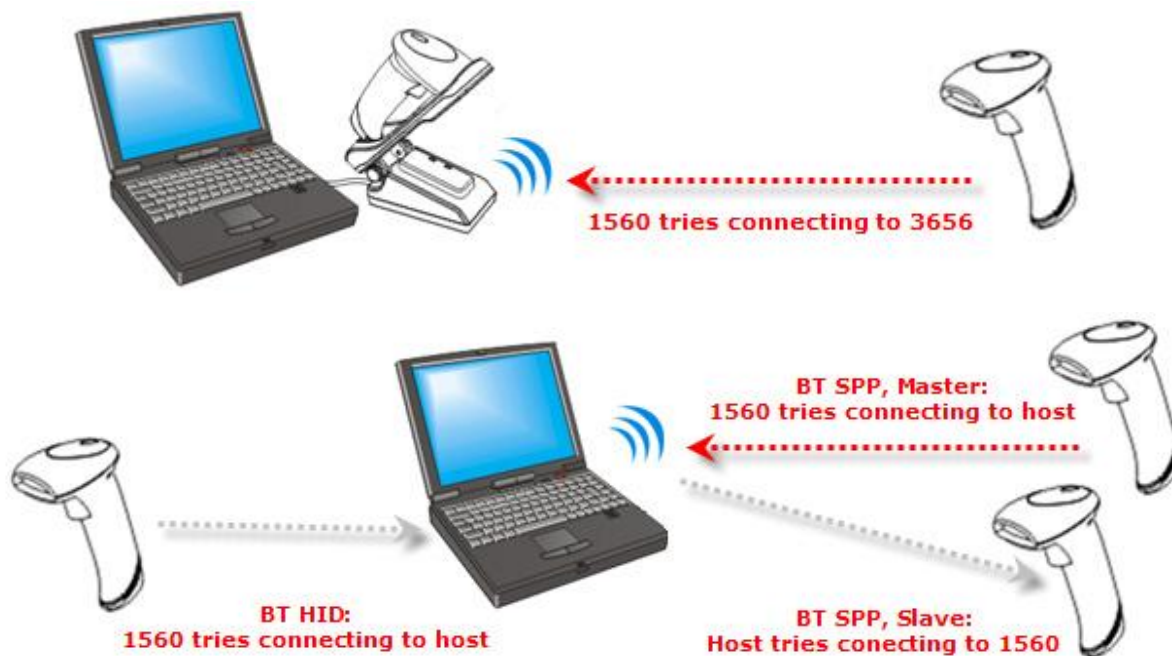 1560 tries connecting to 3656
BT SPP, Master:
1560 tries connecting to host
BT HID:
1560 tries connecting to host
BT SPP, Slave:
Host tries conecting to 1560